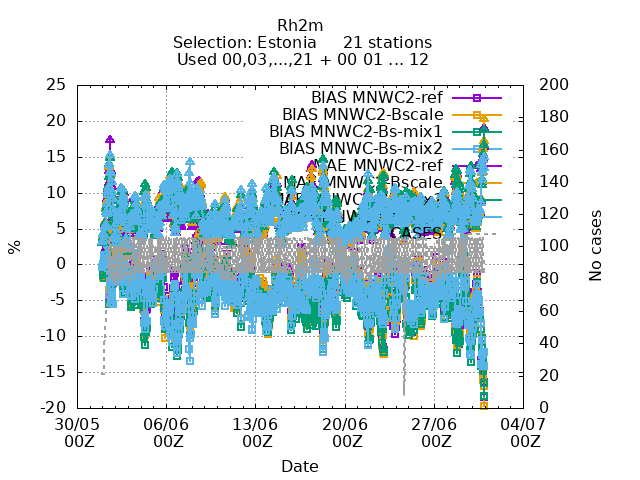 Rh2m
Selection: Estonia 21 stations
Used 00,03,...,21 + 00 01 ... 12
25
20
15
10
5
0
-5
-10
-15
-20
%
200
180
160
140
120
100
80
60
40
20
0
No cases
BIAS MNWC2-ref
BIAS MNWC2-Bscale
BIAS MNWC2-Bs-mix1
BIAS MNWC-Bs-mix2
MAE MNWC2-ref
CASES
30/05 06/06 13/06 20/06 27/06 04/07
00Z 00Z 00Z 00Z 00Z 00Z
Date